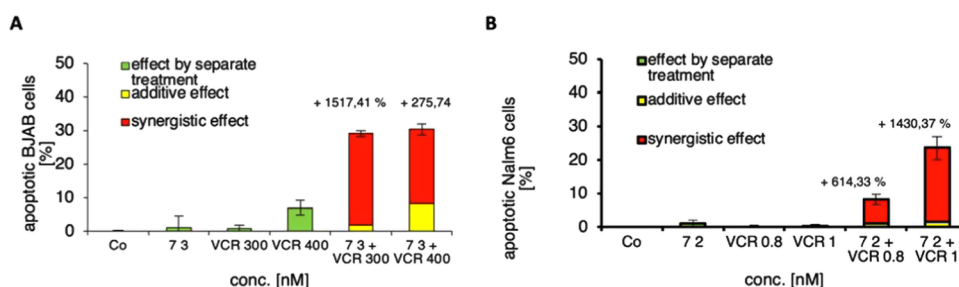 A
apoptotic BJAB cells
[%]
50
40
30
20
10
0
effect by separate
treatment
additive effect
synergistic effect
+ 1517,41 %
+ 275,74
Co
7 3
VCR 300
VCR 400
7 3 +
VCR 300
7 3 +
VCR 400
conc. [nM]
B
apoptotic Nalm6 cells
[%]
50
40
30
20
10
0
effect by separate
treatment
additive effect
synergistic effect
+ 614,33 %
+ 1430,37 %
Co
7 2
VCR 0.8
VCR 1
7 2 +
VCR 0.8
7 2 +
VCR 1
conc. [nM]